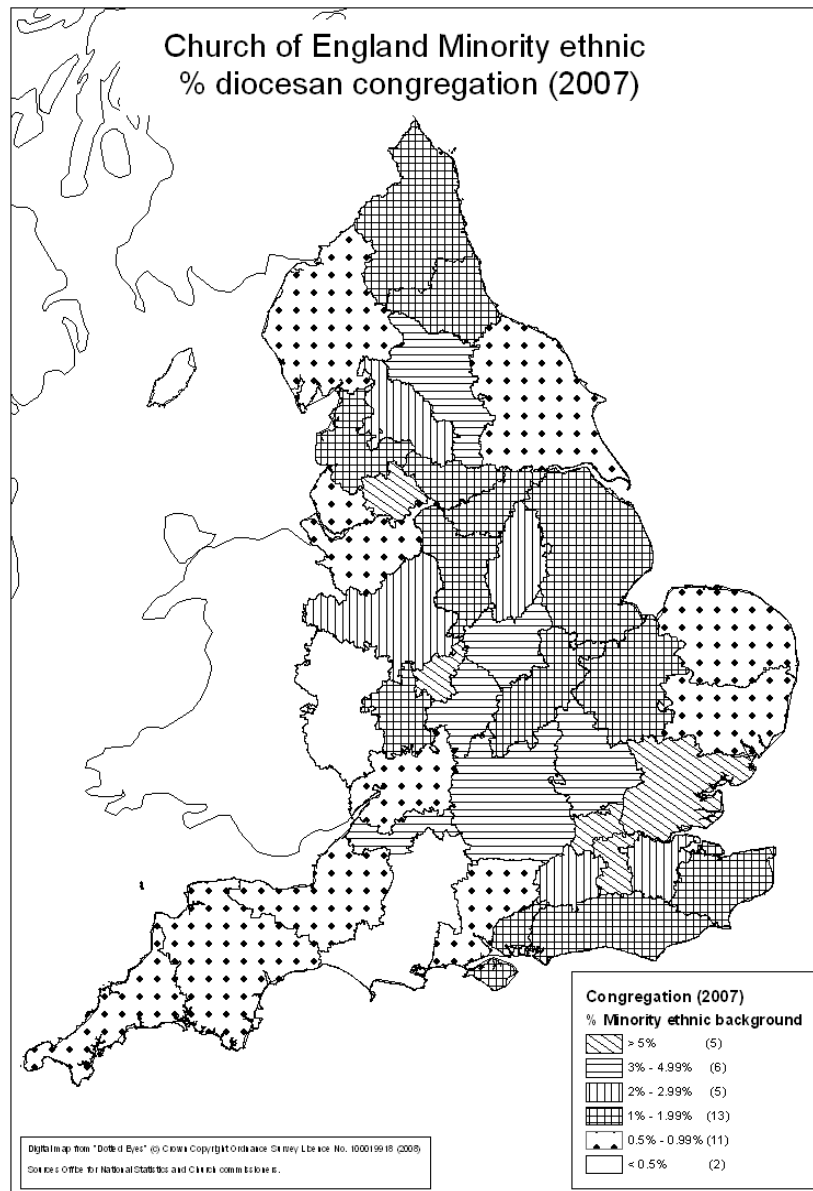 Church of England Minority ethnic
% diocesan congregation (2007)
Congregation (2007)
% Minority ethnic background
> 5% (5)
3% - 4.99% (6)
2% - 2.99% (5)
1% - 1.99% (13)
0.5% - 0.99% (11)
< 0.5% (2)
Digital map from "Dotted Eyes" (c) Crown Copyright Ordnance Survey Licence No. 100019918 (2008)
Sources Office for National Statistics and Church commissioners.